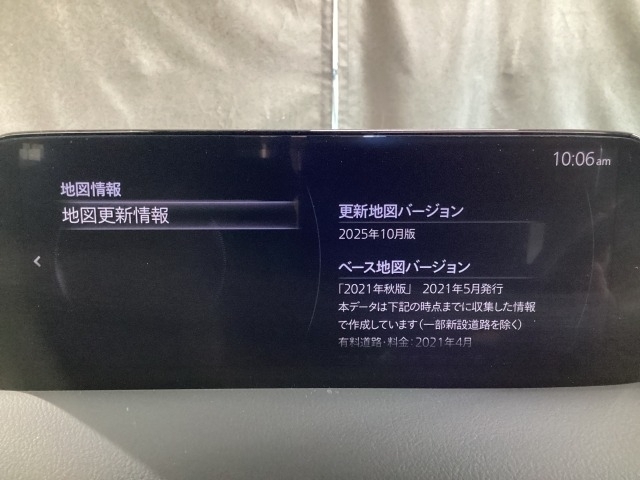 10:06am
地図情報
地図更新情報
更新地図バージョン
2025年10月版
ベース地図バージョン
「2021年秋版」 2021年5月発行
本データは下記の時点までに収集した情報
で作成しています(一部新設道路を除く)
有料道路・料金:2021年4月